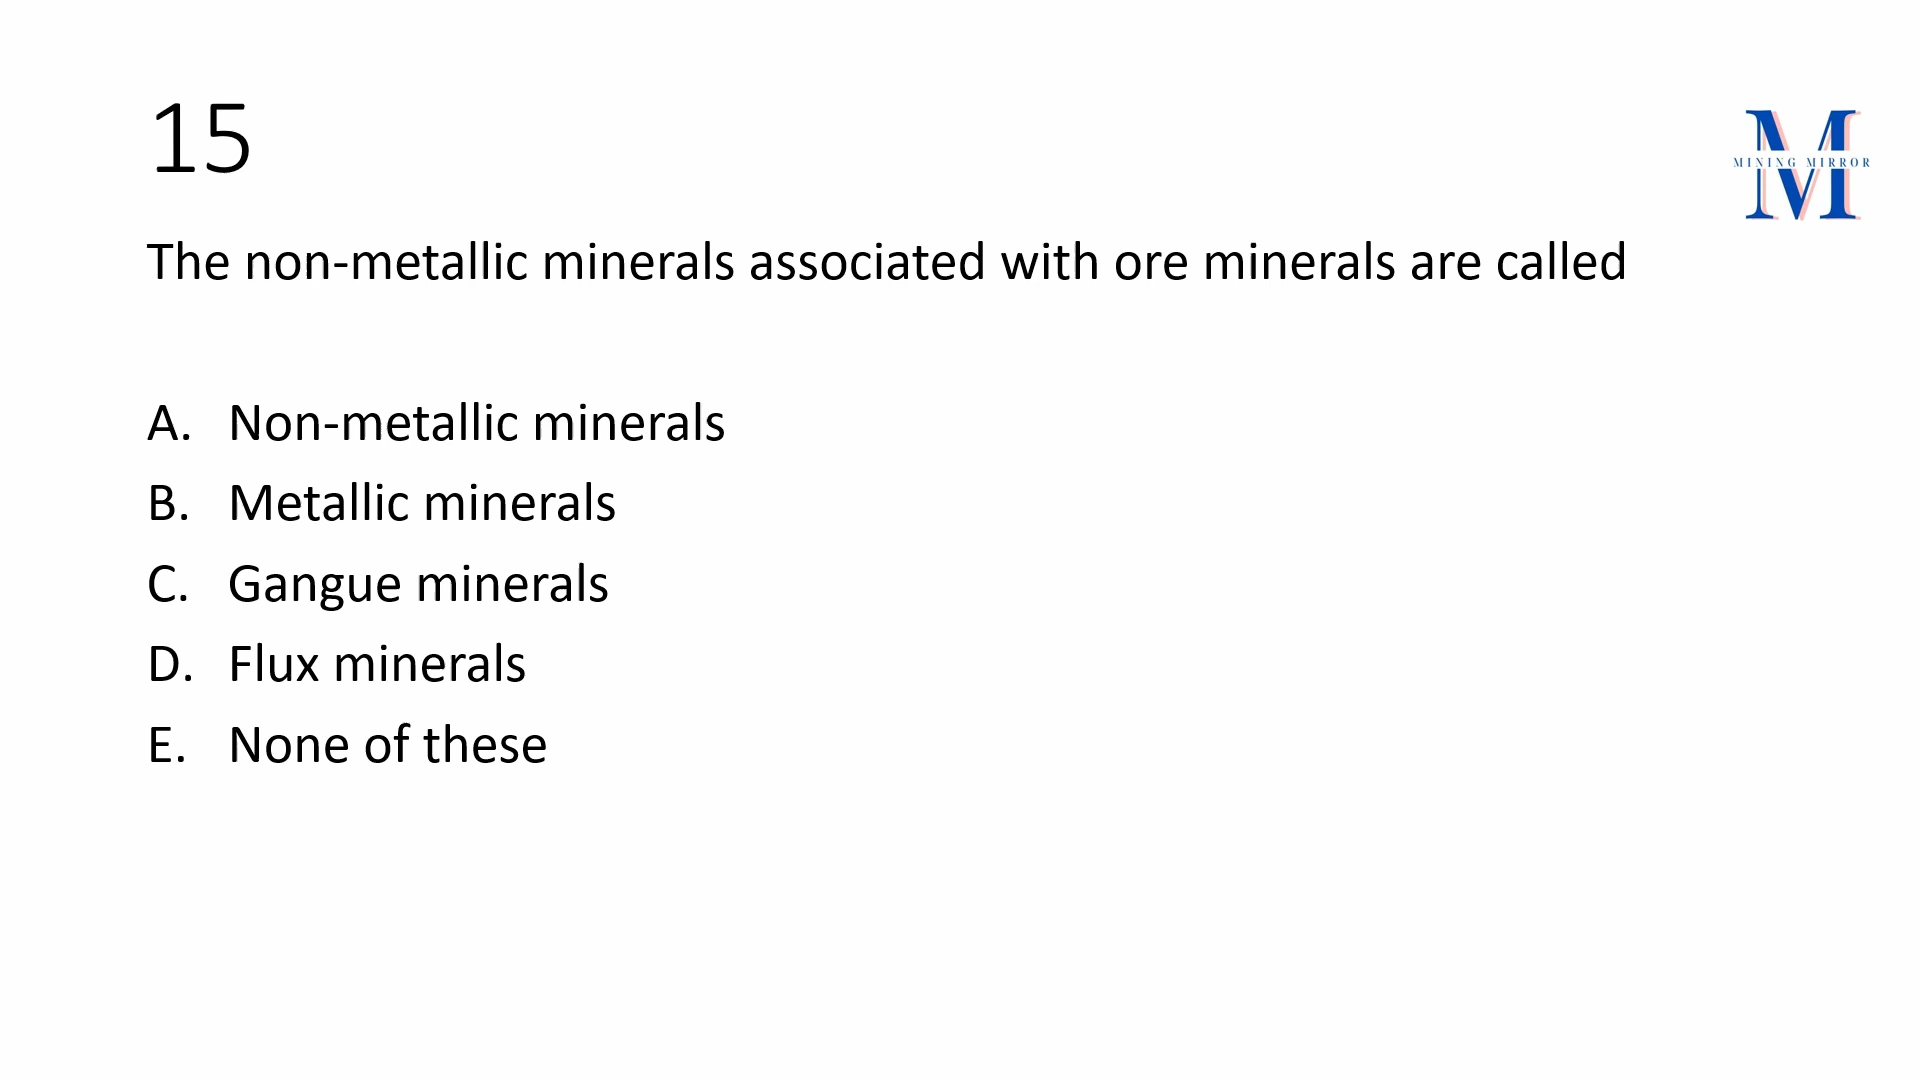 15
MINING MIRROR
The non-metallic minerals associated with ore minerals are called
A. Non-metallic minerals
B. Metallic minerals
C. Gangue minerals
D. Flux minerals
E. None of these